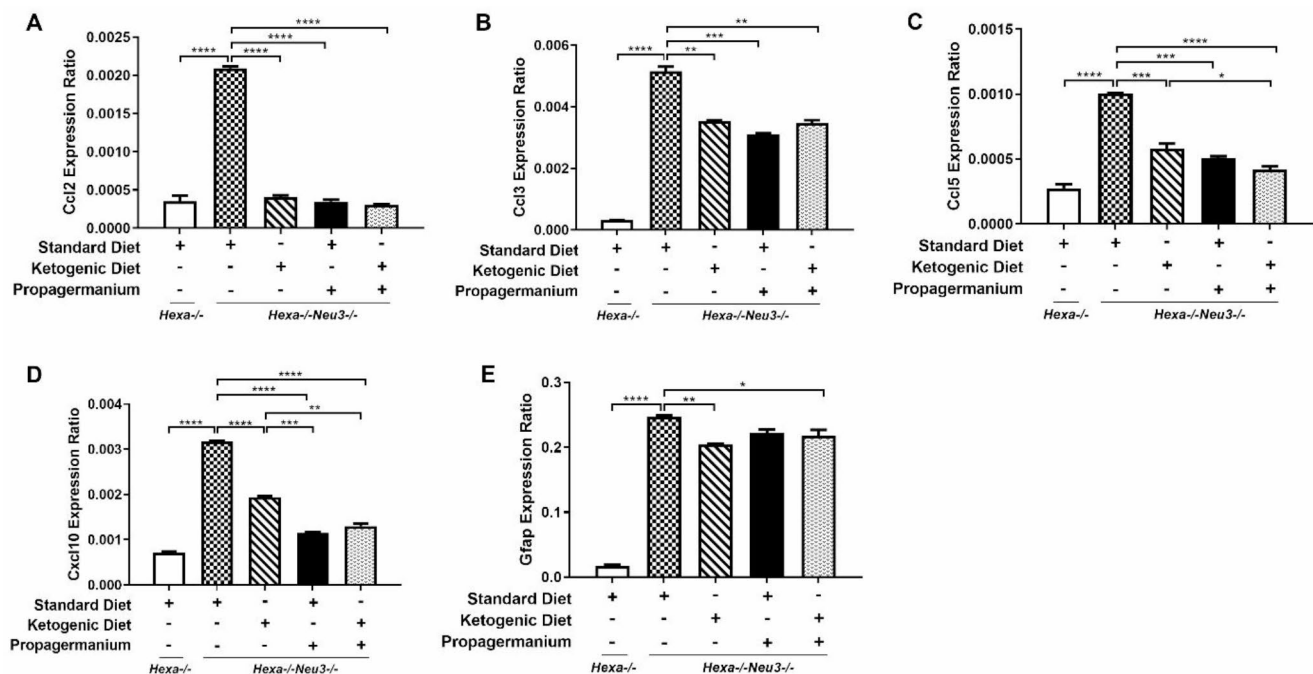 A
****
****
**** ****
Ccl2 Expression Ratio
0.0025
0.0020
0.0015
0.0010
0.0005
0.0000
Standard Diet + + - + -
Ketogenic Diet - - + - +
Propagermanium - - - + +
Hexa-/- Hexa-/-Neu3-/-
B
**
***
**** **
Ccl3 Expression Ratio
0.006
0.004
0.002
0.000
Standard Diet + + - + -
Ketogenic Diet - - + - +
Propagermanium - - - + +
Hexa-/- Hexa-/-Neu3-/-
C
****
***
**** *** *
Ccl5 Expression Ratio
0.0015
0.0010
0.0005
0.0000
Standard Diet + + - + -
Ketogenic Diet - - + - +
Propagermanium - - - + +
Hexa-/- Hexa-/-Neu3-/-
D
****
****
**
**** **** ***
Cxcl10 Expression Ratio
0.004
0.003
0.002
0.001
0.000
Standard Diet + + - + -
Ketogenic Diet - - + - +
Propagermanium - - - + +
Hexa-/- Hexa-/-Neu3-/-
E
*
**** **
Gfap Expression Ratio
0.3
0.2
0.1
0.0
Standard Diet + + - + -
Ketogenic Diet - - + - +
Propagermanium - - - + +
Hexa-/- Hexa-/-Neu3-/-